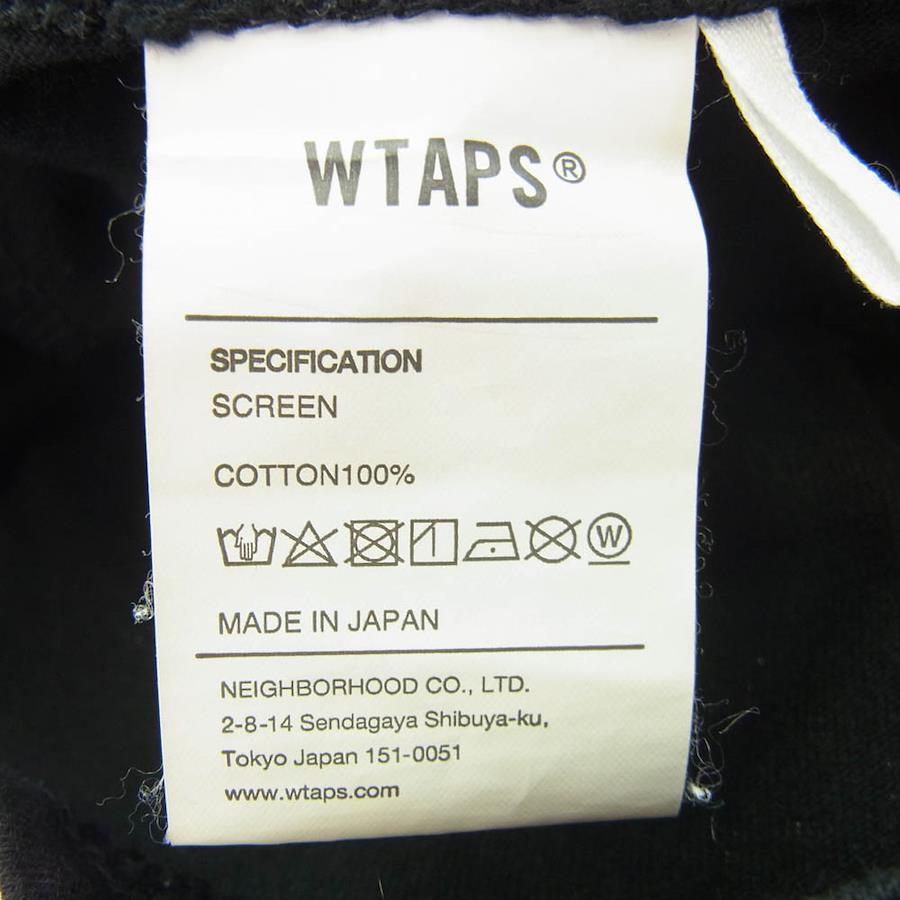 WTAPS®
SPECIFICATION
SCREEN
COTTON100%
W
MADE IN JAPAN
NEIGHBORHOOD CO., LTD.
2-8-14 Sendagaya Shibuya-ku,
Tokyo Japan 151-0051
www.wtaps.com